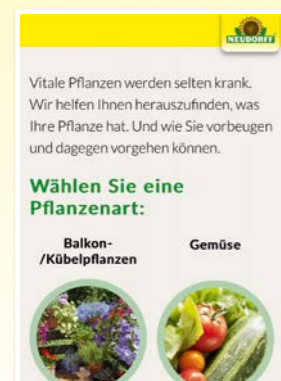 NEUDORFF
Vitale Pflanzen werden selten krank.
Wir helfen Ihnen herauszufinden, was
Ihre Pflanze hat. Und wie Sie vorbeugen
und dagegen vorgehen können.
Wählen Sie eine
Pflanzenart:
Balkon-
/Kübelpflanzen
Gemüse